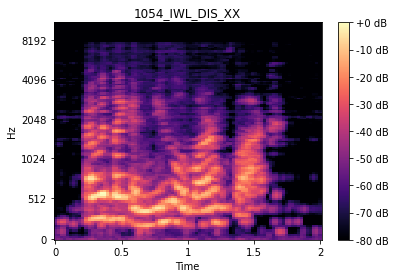 1054_IWL_DIS_XX
+0 dB
8192
-10 dB
4096
-20 dB
-30 dB
2048
Hz
-40 dB
1024
-50 dB
512
-60 dB
-70 dB
0
-80 dB
0
0.5
1
1.5
2
Time